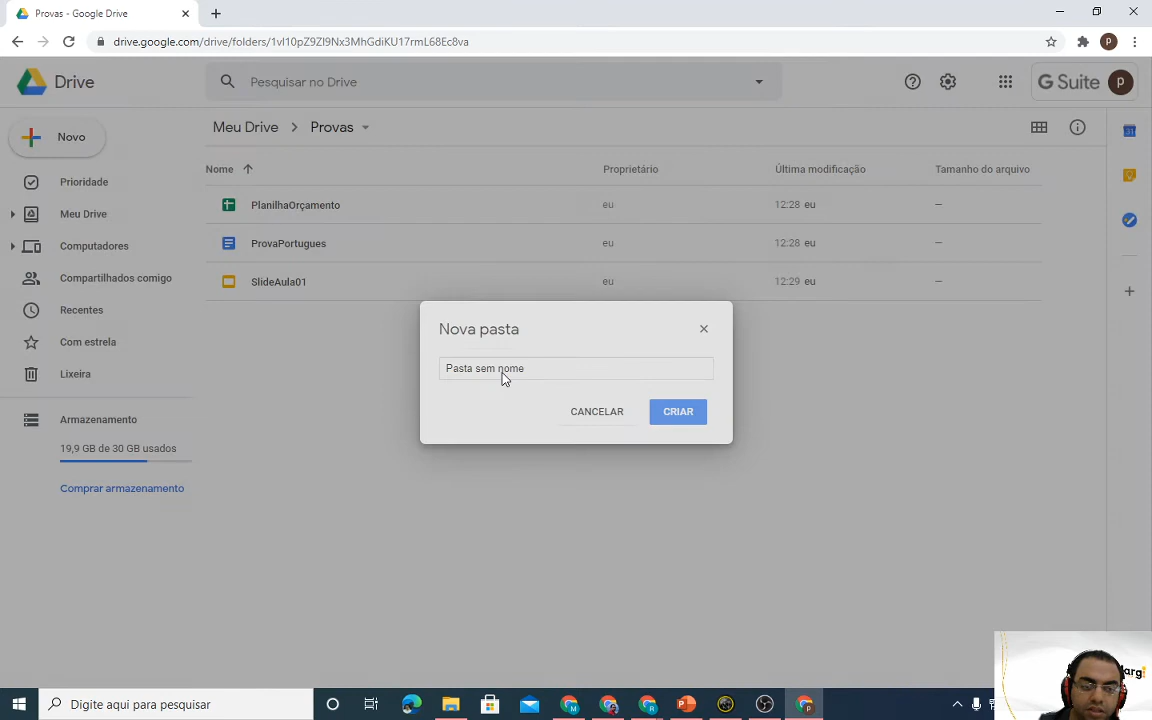 Provas - Google Drive
drive.google.com/drive/folders/1vI10pZ9ZI9Nx3MhGdiKU17rmL68Ec8va
p
Drive
Pesquisar no Drive
G Suite
p
Novo
Meu Drive
Provas
Nome
Proprietário
Última modificação
Tamanho do arquivo
Prioridade
PlanilhaOrçamento
eu
12:28 eu
—
Meu Drive
Computadores
ProvaPortugues
eu
12:28 eu
—
Compartilhados comigo
SlideAula01
eu
12:29 eu
—
Recentes
Com estrela
Lixeira
Nova pasta
Pasta sem nome
CANCELAR
CRIAR
Armazenamento
19,9 GB de 30 GB usados
Comprar armazenamento
Digite aqui para pesquisar